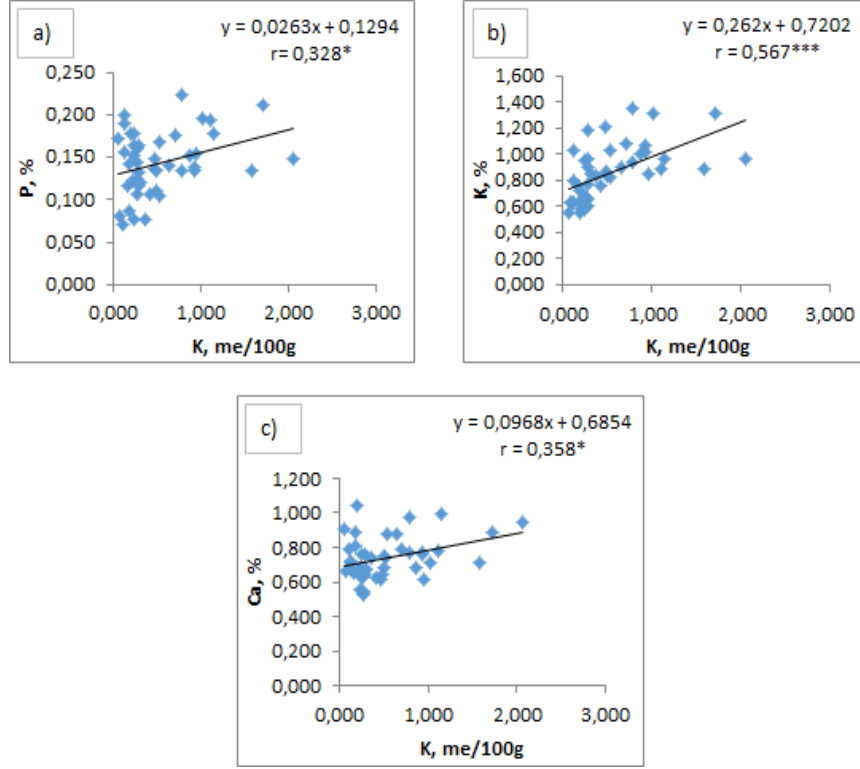 a)
y = 0,0263x + 0,1294
r= 0,328*
0,250
0,200
0,150
0,100
0,050
0,000
P, %
0,000 1,000 2,000 3,000
K, me/100g
b)
y = 0,262x + 0,7202
r = 0,567***
1,600
1,400
1,200
1,000
0,800
0,600
0,400
0,200
0,000
K, %
0,000 1,000 2,000 3,000
K, me/100g
c)
y = 0,0968x + 0,6854
r = 0,358*
1,200
1,000
0,800
0,600
0,400
0,200
0,000
Ca, %
0,000 1,000 2,000 3,000
K, me/100g